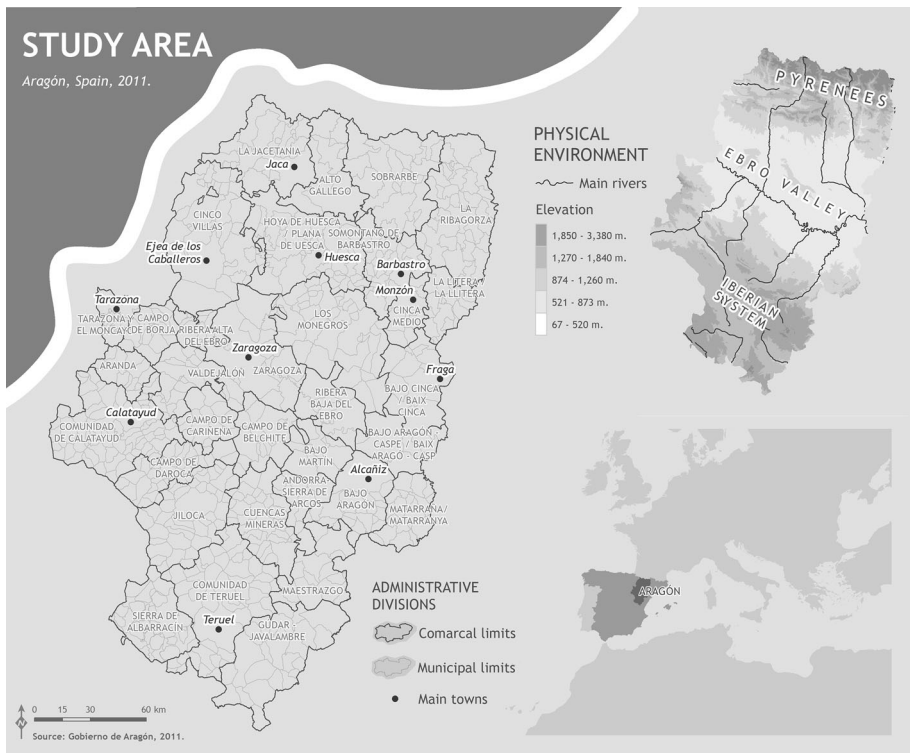 STUDY AREA
Aragón, Spain, 2011.
LA JACETANIA
Jaca
ALTO
GALLEGO
SOBRARBE
LA
RIBAGORZA
CINCO
VILLAS
HOYA DE HUESCA /
PLANA
DE UESCA
SOMONTANO DE
BARBASTRO
Ejea de los
Caballeros
Huesca
Barbastro
Monzón
LA LITERA /
LA LLITERA
CINCA
MEDIO
Tarazona
TARAZONA Y
EL MONCAYO
CAMPO
DE BORJA
RIBERA ALTA
DEL EBRO
LOS
MONEGROS
Zaragoza
ZARAGOZA
VALDEJALÓN
ARANDA
Fraga
BAJO CINCA
/ BAIX
CINCA
RIBERA
BAJA DEL
EBRO
Calatayud
COMUNIDAD
DE CALATAYUD
CAMPO DE
CARIÑENA
CAMPO DE
BELCHITE
BAJO ARAGÓN -
CASPE / BAIX
ARAGÓ - CASP
BAJO
MARTÍN
CAMPO DE
DAROCA
Alcañiz
ANDORRA-
SIERRA DE
ARCOS
BAJO
ARAGÓN
JILOCA
CUENCAS
MINERAS
MATARRAÑA/
MATARRANYA
COMUNIDAD
DE TERUEL
MAESTRAZGO
SIERRA DE
ALBARRACÍN
Teruel
GUDAR -
JAVALAMBRE
PHYSICAL
ENVIRONMENT
Main rivers
Elevation
1,850 - 3,380 m.
1,270 - 1,840 m.
874 - 1,260 m.
521 - 873 m.
67 - 520 m.
PYRENEES
EBRO VALLEY
IBERIAN
SYSTEM
ARAGÓN
ADMINISTRATIVE
DIVISIONS
Comarcal limits
Municipal limits
Main towns
N
0 15 30 60 km
Source: Gobierno de Aragón, 2011.